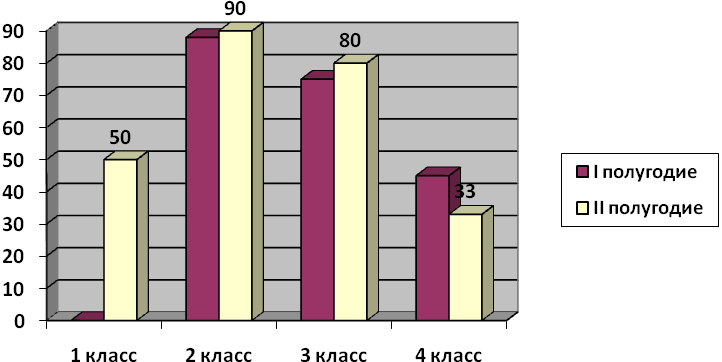 90
80
70
60
50
40
30
20
10
0
50
90
80
33
1 класс
2 класс
3 класс
4 класс
I полугодие
II полугодие